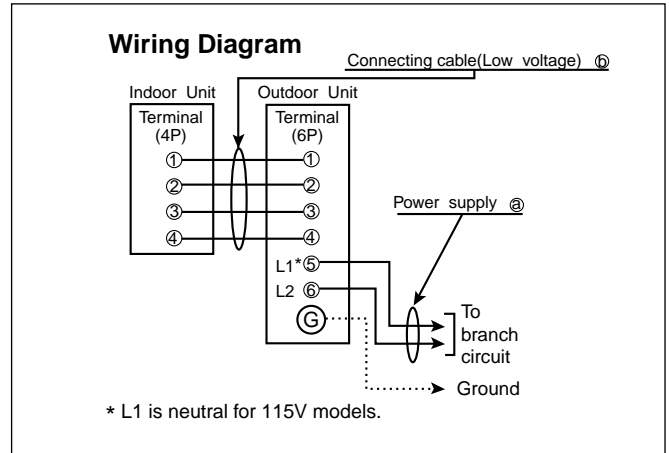 Wiring Diagram
Connecting cable(Low voltage) ⓑ
Indoor Unit
Outdoor Unit
Terminal
(4P)
Terminal
(6P)
① ①
② ②
③ ③
④ ④
Power supply ⓐ
L1*⑤
L2 ⑥
G
To
branch
circuit
Ground
* L1 is neutral for 115V models.